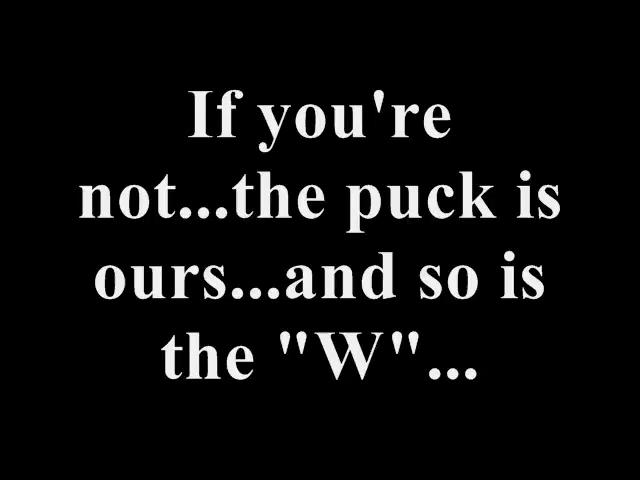 If you're
not...the puck is
ours...and so is
the "W"...